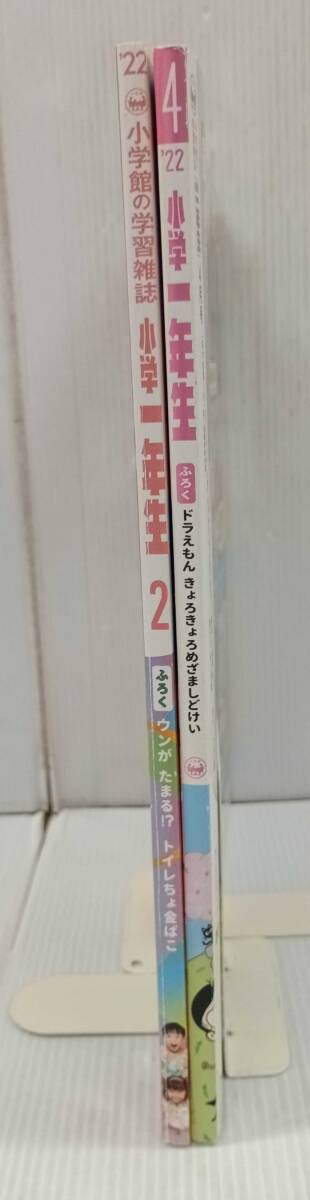 '22
小学館の学習雑誌
小学一年生
2
ふろく
ウンが たまる!? トイレちょ金ばこ
4
'22
小学一年生
ふろく
ドラえもん きょろきょろめざましどけい